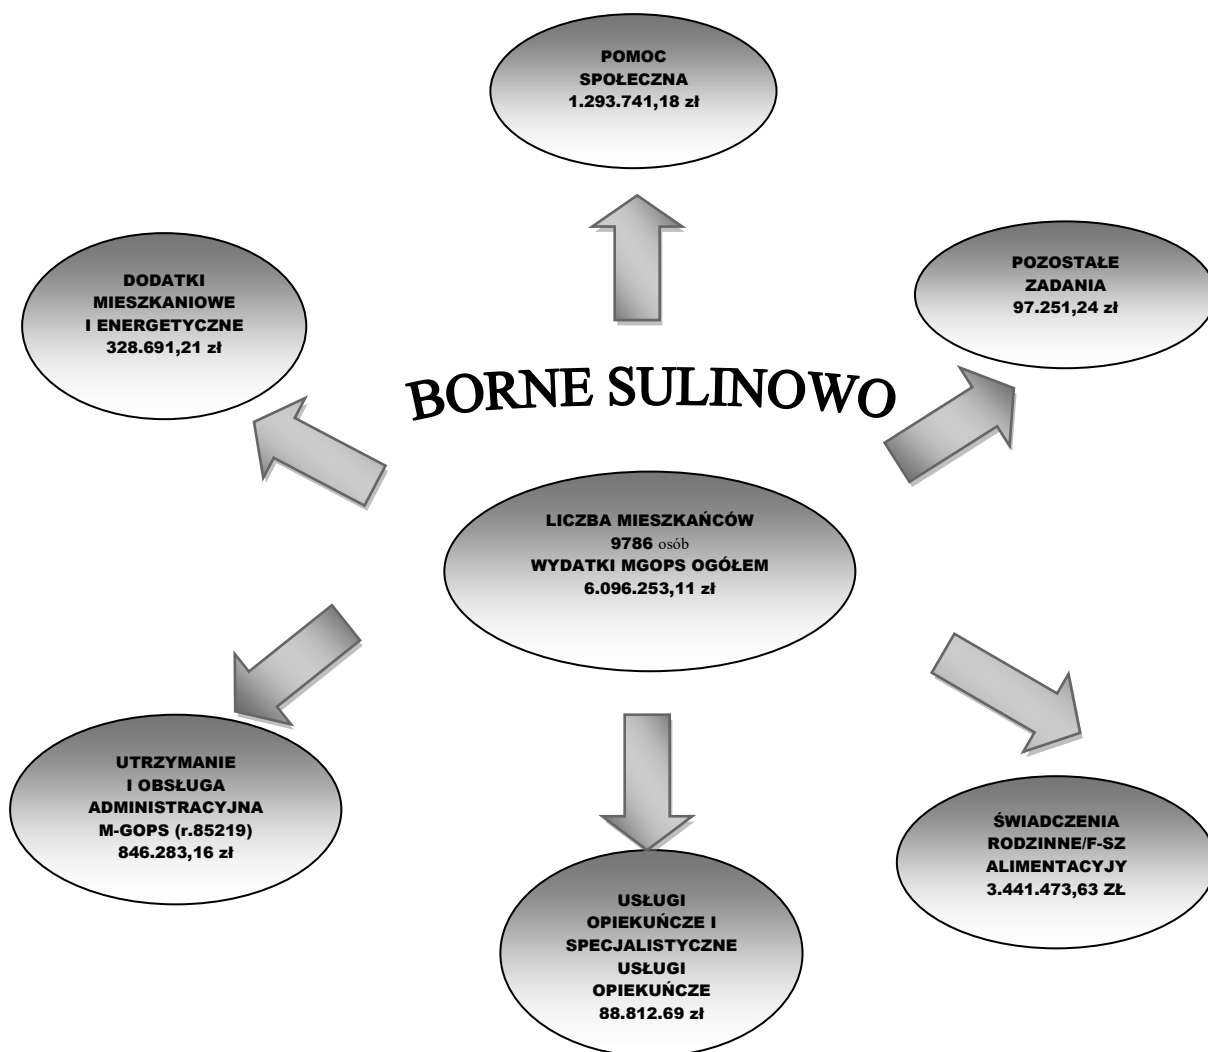 POMOC
SPOŁECZNA
1.293.741,18 zł
DODATKI
MIESZKANIOWE
I ENERGETYCZNE
328.691,21 zł
POZOSTAŁE
ZADANIA
97.251,24 zł
BORNE SULINOWO
LICZBA MIESZKAŃCÓW
9786 osób
WYDATKI MGOPS OGÓŁEM
6.096.253,11 zł
UTRZYMANIE
I OBSŁUGA
ADMINISTRACYJNA
M-GOPS (r.85219)
846.283,16 zł
USŁUGI
OPIEKUŃCZE I
SPECJALISTYCZNE
USŁUGI
OPIEKUŃCZE
88.812.69 zł
ŚWIADCZENIA
RODZINNE/F-SZ
ALIMENTACYJY
3.441.473,63 ZŁ